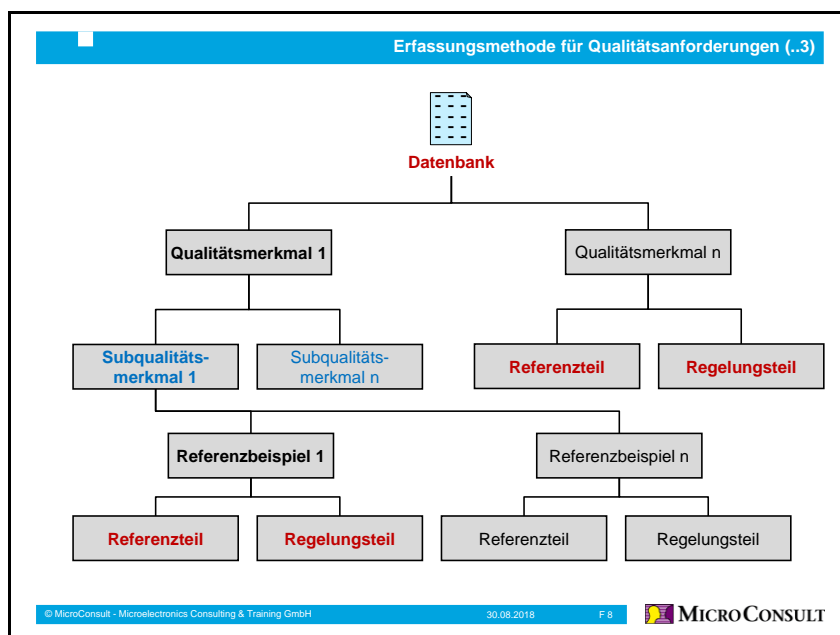 Erfassungsmethode für Qualitätsanforderungen (..3)
Datenbank
Qualitätsmerkmal 1
Qualitätsmerkmal n
Subqualitäts-
merkmal 1
Subqualitäts-
merkmal n
Referenzteil
Regelungsteil
Referenzbeispiel 1
Referenzbeispiel n
Referenzteil
Regelungsteil
Referenzteil
Regelungsteil
© MicroConsult - Microelectronics Consulting & Training GmbH
30.08.2018
F 8
MICROCONSULT